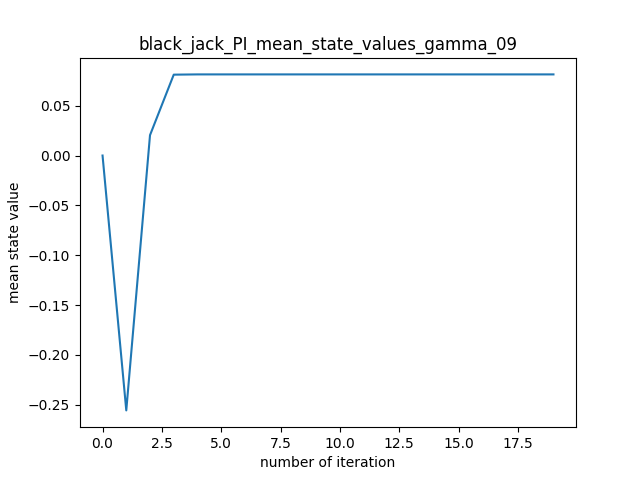 black_jack_PI_mean_state_values_gamma_09
mean state value
0.05
0.00
−0.05
−0.10
−0.15
−0.20
−0.25
0.0 2.5 5.0 7.5 10.0 12.5 15.0 17.5
number of iteration